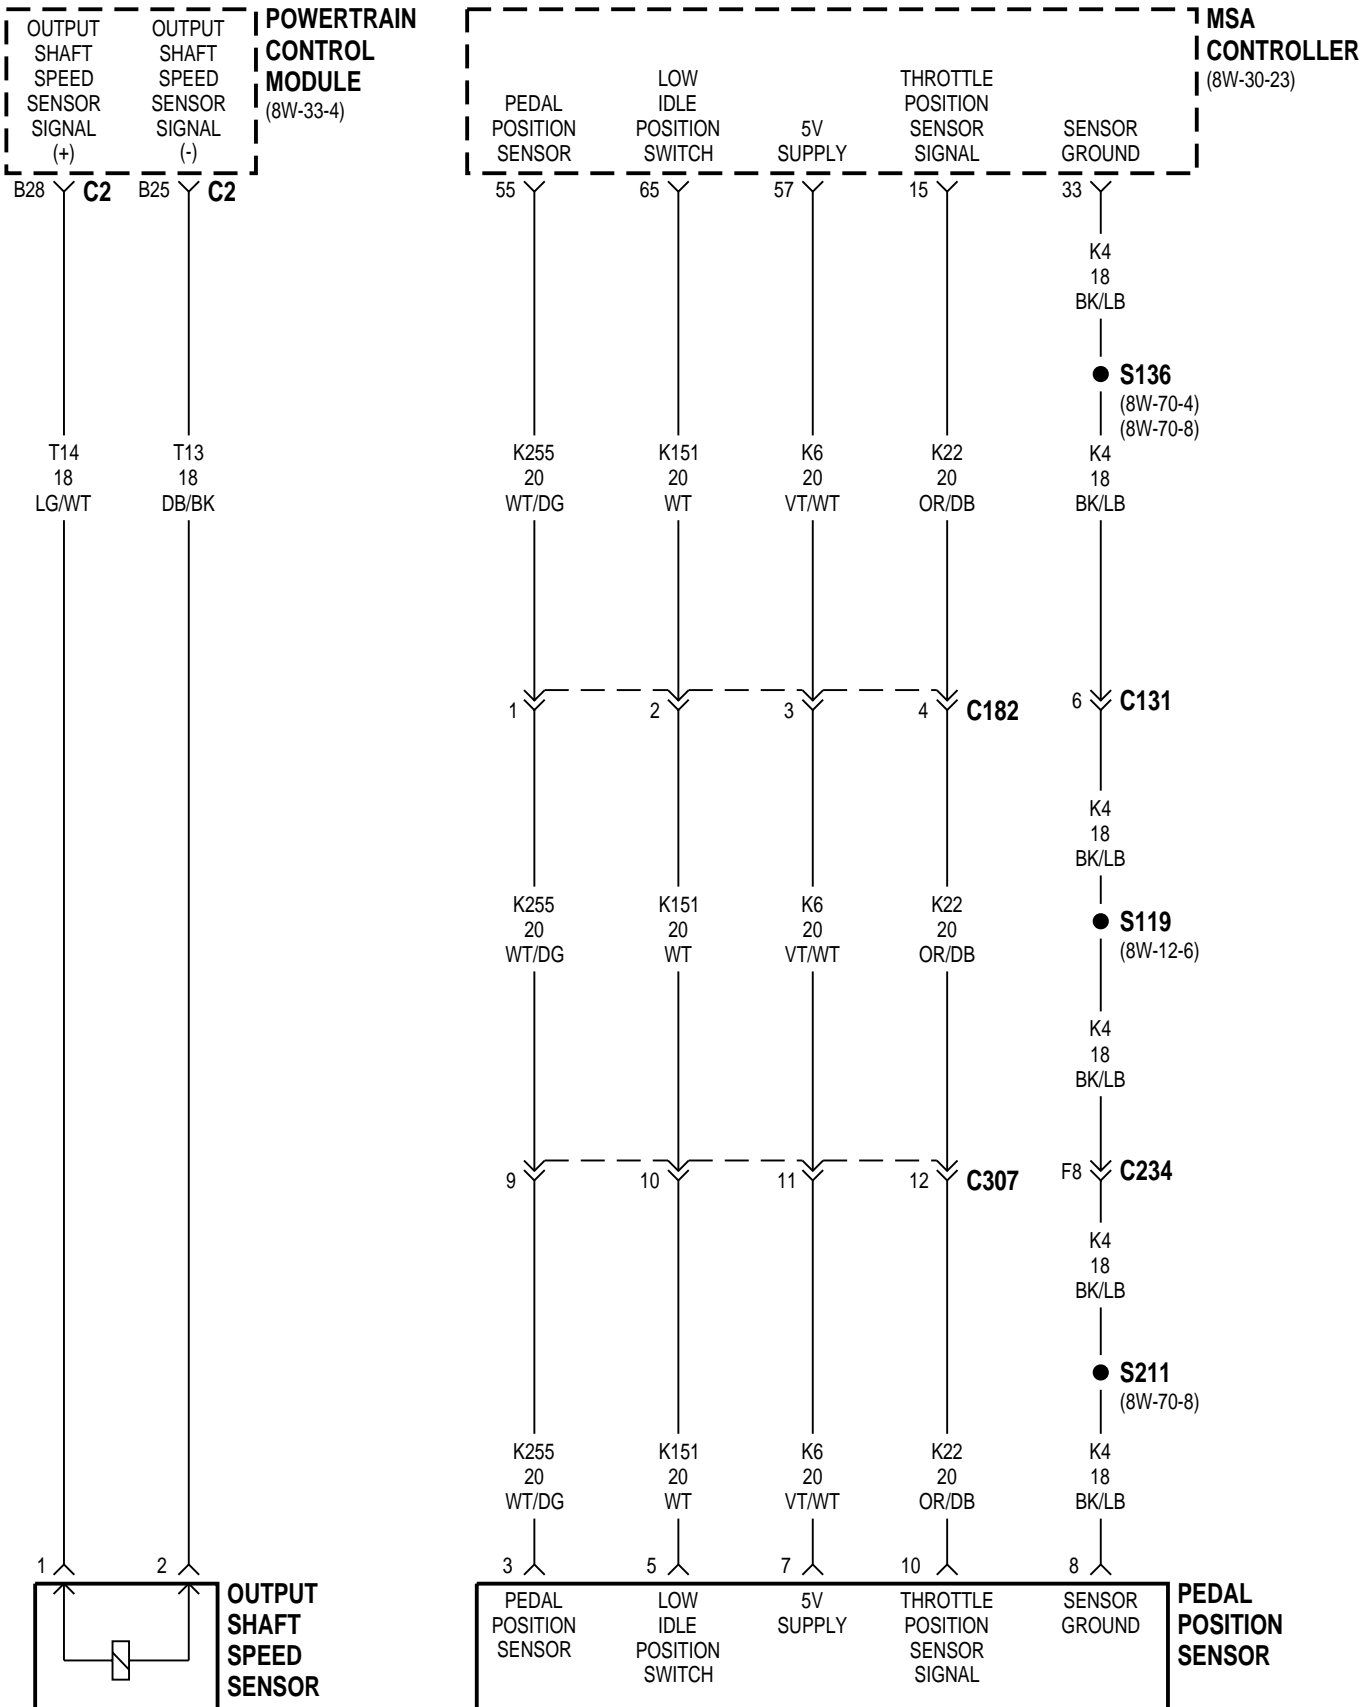 OUTPUT
SHAFT
SPEED
SENSOR
SIGNAL
(+)
OUTPUT
SHAFT
SPEED
SENSOR
SIGNAL
(-)
POWERTRAIN
CONTROL
MODULE
(8W-33-4)
PEDAL
POSITION
SENSOR
LOW
IDLE
POSITION
SWITCH
5V
SUPPLY
THROTTLE
POSITION
SENSOR
SIGNAL
SENSOR
GROUND
MSA
CONTROLLER
(8W-30-23)
B28 C2 B25 C2 55 65 57 15 33
K4
18
BK/LB
S136
(8W-70-4)
(8W-70-8)
T14
18
LG/WT
T13
18
DB/BK
K255
20
WT/DG
K151
20
WT
K6
20
VT/WT
K22
20
OR/DB
K4
18
BK/LB
1 2 3 4 C182 6 C131
K4
18
BK/LB
K255
20
WT/DG
K151
20
WT
K6
20
VT/WT
K22
20
OR/DB
S119
(8W-12-6)
K4
18
BK/LB
9 10 11 12 C307 F8 C234
K4
18
BK/LB
S211
(8W-70-8)
K255
20
WT/DG
K151
20
WT
K6
20
VT/WT
K22
20
OR/DB
K4
18
BK/LB
1 2 3 5 7 10 8
OUTPUT
SHAFT
SPEED
SENSOR
PEDAL
POSITION
SENSOR
LOW
IDLE
POSITION
SWITCH
5V
SUPPLY
THROTTLE
POSITION
SENSOR
SIGNAL
SENSOR
GROUND
PEDAL
POSITION
SENSOR